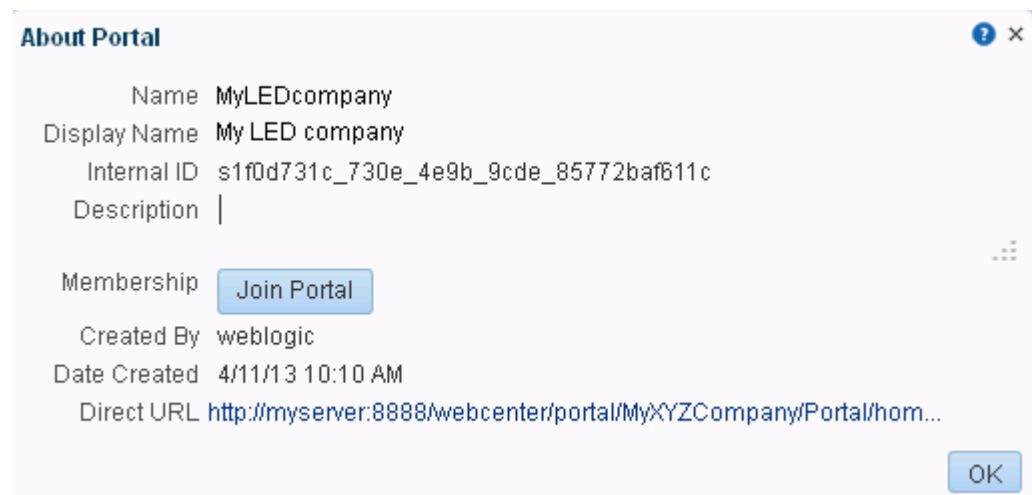 About Portal
Name MyLEDcompany
Display Name My LED company
Internal ID s1f0d731c_730e_4e9b_9cde_85772baf611c
Description
Membership Join Portal
Created By weblogic
Date Created 4/11/13 10:10 AM
Direct URL http://myserver:8888/webcenter/portal/MyXYZCompany/Portal/hom...
OK